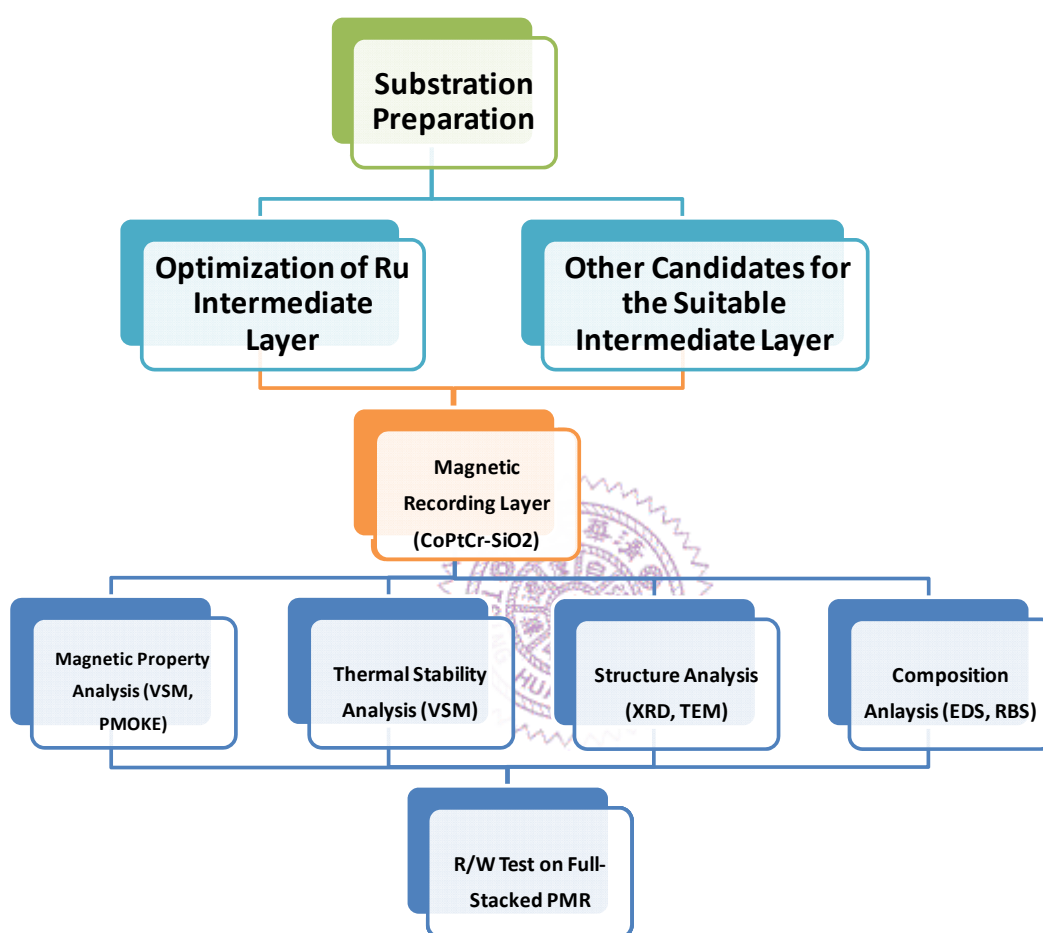 Substration
Preparation
Optimization of Ru
Intermediate
Layer
Other Candidates for
the Suitable
Intermediate Layer
Magnetic
Recording Layer
(CoPtCr-SiO2)
Magnetic Property
Analysis (VSM,
PMOKE)
Thermal Stability
Analysis (VSM)
Structure Analysis
(XRD, TEM)
Composition
Anlaysis (EDS, RBS)
R/W Test on Full-
Stacked PMR